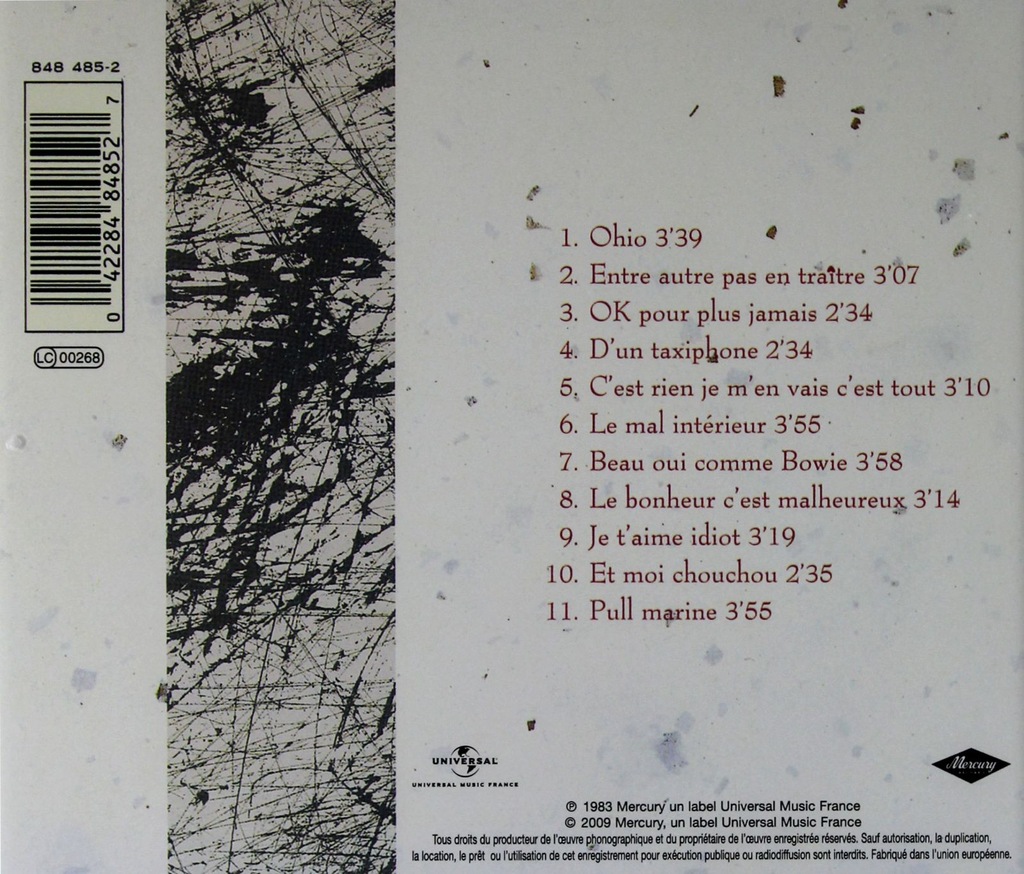 848 485-2
0 42284 84852 7
LC 00268
1. Ohio 3'39
2. Entre autre pas en traître 3'07
3. OK pour plus jamais 2'34
4. D'un taxiphone 2'34
5. C'est rien je m'en vais c'est tout 3'10
6. Le mal intérieur 3'55
7. Beau oui comme Bowie 3'58
8. Le bonheur c'est malheureux 3'14
9. Je t'aime idiot 3'19
10. Et moi chouchou 2'35
11. Pull marine 3'55
UNIVERSAL
UNIVERSAL MUSIC FRANCE
Mercury
℗ 1983 Mercury un label Universal Music France
© 2009 Mercury, un label Universal Music France
Tous droits du producteur de l'œuvre phonographique et du propriétaire de l'œuvre enregistrée réservés. Sauf autorisation, la duplication,
la location, le prêt ou l'utilisation de cet enregistrement pour exécution publique ou radiodiffusion sont interdits. Fabriqué dans l'union européenne.